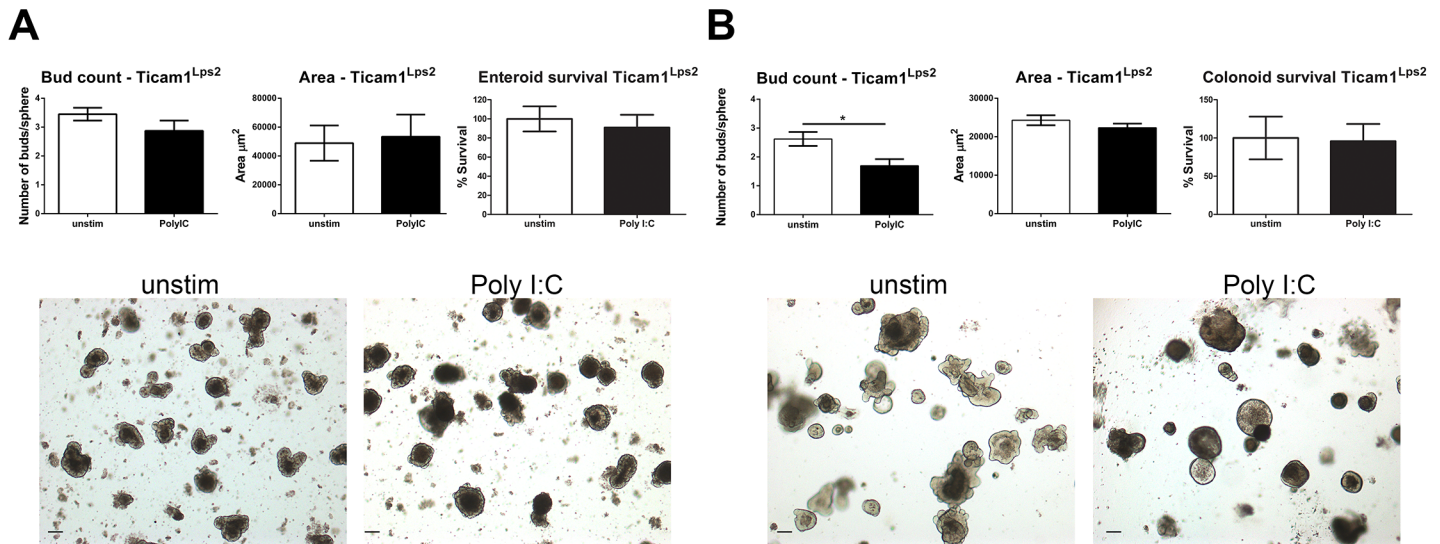 A
Bud count - Ticam1Lps2
Number of buds/sphere
4
3
2
1
0
unstim
PolyIC
Area - Ticam1Lps2
Area µm2
80000
60000
40000
20000
0
unstim
PolyIC
Enteroid survival Ticam1Lps2
% Survival
120
100
80
60
40
20
0
unstim
Poly I:C
unstim
Poly I:C
B
Bud count - Ticam1Lps2
Number of buds/sphere
4
3
2
1
0
*
unstim
PolyIC
Area - Ticam1Lps2
Area µm2
30000
20000
10000
0
unstim
PolyIC
Colonoid survival Ticam1Lps2
% Survival
150
100
50
0
unstim
Poly I:C
unstim
Poly I:C